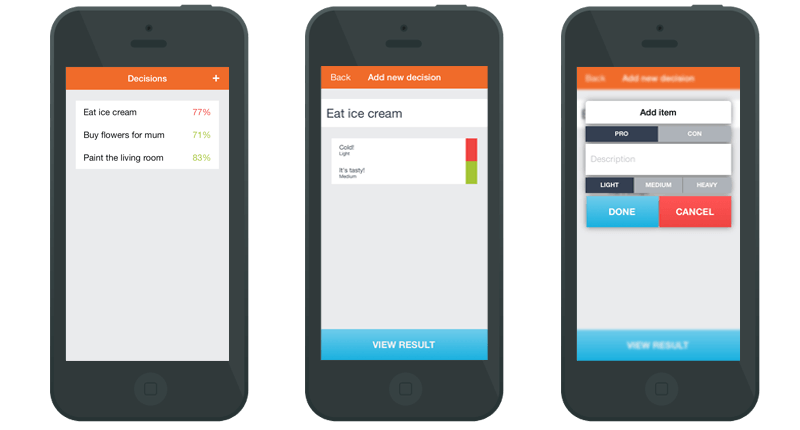 Decisions +
Eat ice cream 77%
Buy flowers for mum 71%
Paint the living room 83%
Back Add new decision
Eat ice cream
Cold!
Light
It's tasty!
Medium
VIEW RESULT
Back Add new decision
Add item
PRO CON
Description
LIGHT MEDIUM HEAVY
DONE CANCEL
VIEW RESULT